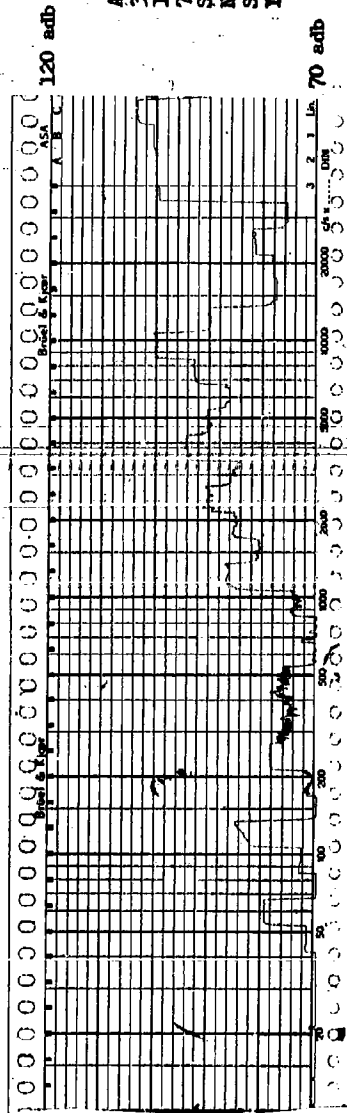 120 adb
70 adb
Brüel & Kjær
Brüel & Kjær
ASA
A B C
20
50
100
200
500
1000
2000
5000
10000
20000
c/s
DIN
3 2 1 Lin.